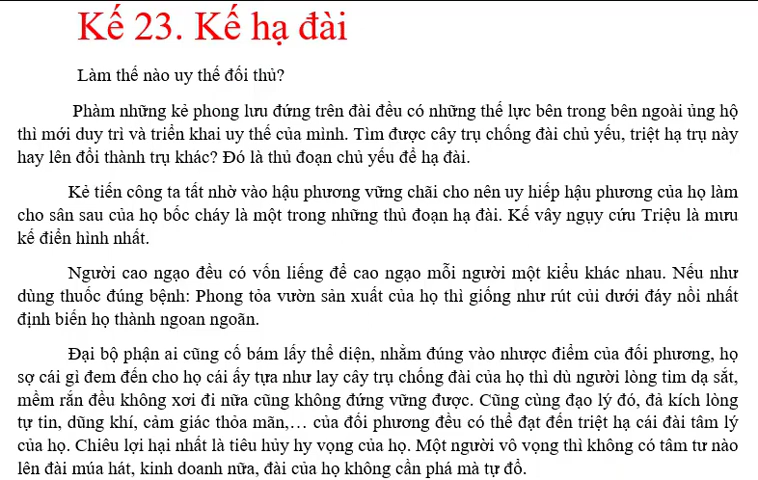 Kế 23. Kế hạ đài
Làm thế nào uy thế đối thủ?
Phàm những kẻ phong lưu đứng trên đài đều có những thế lực bên trong bên ngoài ủng hộ
thì mới duy trì và triển khai uy thế của mình. Tìm được cây trụ chống đài chủ yếu, triệt hạ trụ này
hay lên đổi thành trụ khác? Đó là thủ đoạn chủ yếu để hạ đài.
Kẻ tiến công ta tất nhờ vào hậu phương vững chãi cho nên uy hiếp hậu phương của họ làm
cho sân sau của họ bốc cháy là một trong những thủ đoạn hạ đài. Kế vây ngụy cứu Triệu là mưu
kế điển hình nhất.
Người cao ngạo đều có vốn liếng để cao ngạo mỗi người một kiểu khác nhau. Nếu như
dùng thuốc đúng bệnh: Phong tỏa vườn sản xuất của họ thì giống như rút củi dưới đáy nồi nhất
định biến họ thành ngoan ngoãn.
Đại bộ phận ai cũng cố bám lấy thể diện, nhằm đúng vào nhược điểm của đối phương, họ
sợ cái gì đem đến cho họ cái ấy tựa như lay cây trụ chống đài của họ thì dù người lòng tim dạ sắt,
mềm rắn đều không xơi đi nữa cũng không đứng vững được. Cũng cùng đạo lý đó, đả kích lòng
tự tin, dũng khí, cảm giác thỏa mãn,… của đối phương đều có thể đạt đến triệt hạ cái đài tâm lý
của họ. Chiêu lợi hại nhất là tiêu hủy hy vọng của họ. Một người vô vọng thì không có tâm tư nào
lên đài múa hát, kinh doanh nữa, đài của họ không cần phá mà tự đổ.